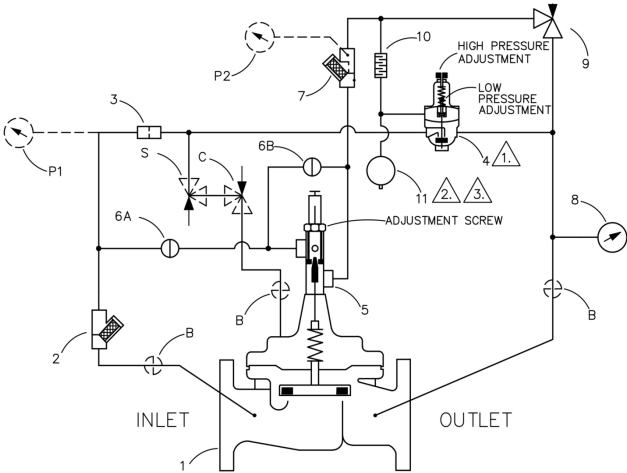 10
HIGH PRESSURE
ADJUSTMENT
9
P2
7
LOW
PRESSURE
ADJUSTMENT
3
P1
S
C
6B
4
1.
11
2.
3.
8
6A
ADJUSTMENT SCREW
B
5
B
2
B
INLET
OUTLET
1